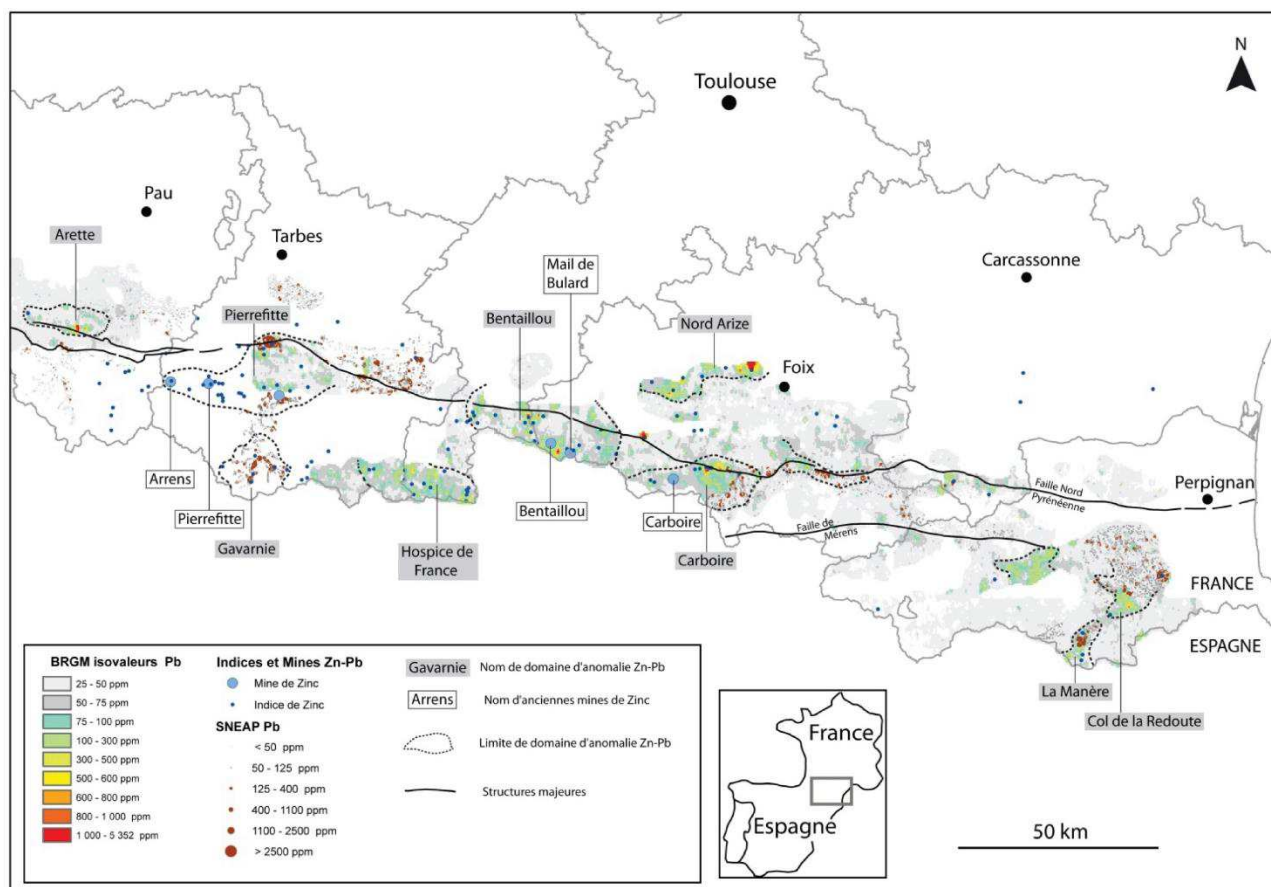 N
Toulouse
Pau
Arette
Tarbes
Mail de
Bulard
Carcassonne
Pierrefitte
Bentaillou
Nord Arize
Foix
Arrens
Pierrefitte
Gavarnie
Hospice de
France
Bentaillou
Carboire
Carboire
Faille Nord
Pyrénéenne
Perpignan
Faille de
Mérens
FRANCE
ESPAGNE
La Manère
Col de la Redoute
BRGM isovaleurs Pb
25 - 50 ppm
50 - 75 ppm
75 - 100 ppm
100 - 300 ppm
300 - 500 ppm
500 - 600 ppm
600 - 800 ppm
800 - 1 000 ppm
1 000 - 5 352 ppm
Indices et Mines Zn-Pb
Mine de Zinc
Indice de Zinc
SNEAP Pb
< 50 ppm
50 - 125 ppm
125 - 400 ppm
400 - 1100 ppm
1100 - 2500 ppm
> 2500 ppm
Gavarnie Nom de domaine d'anomalie Zn-Pb
Arrens Nom d'anciennes mines de Zinc
Limite de domaine d'anomalie Zn-Pb
Structures majeures
France
Espagne
50 km